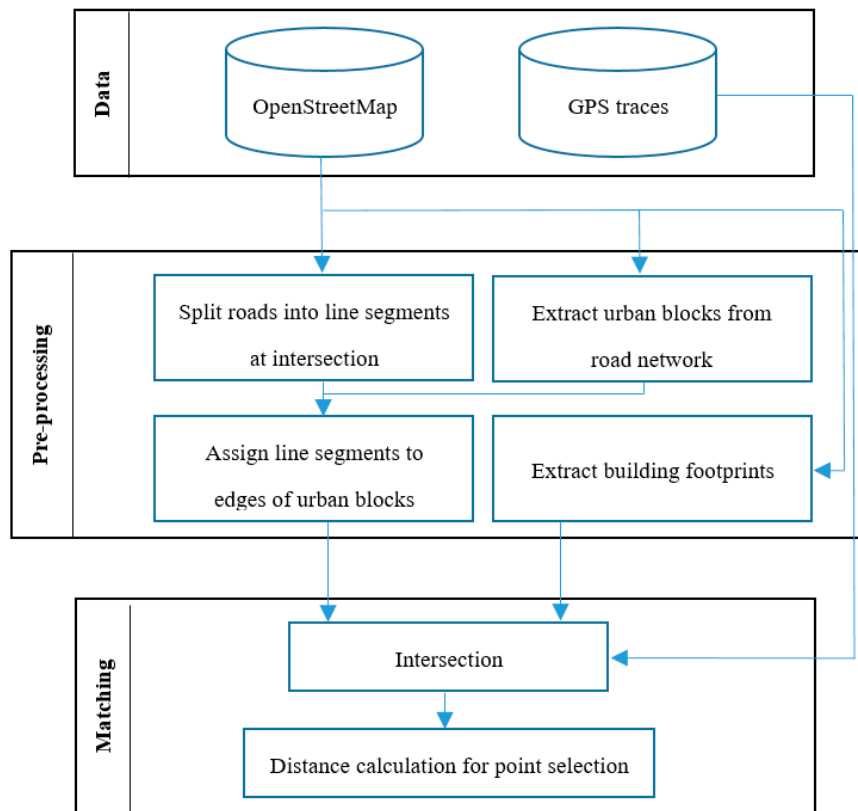 Data
OpenStreetMap
GPS traces
Pre-processing
Split roads into line segments
at intersection
Extract urban blocks from
road network
Assign line segments to
edges of urban blocks
Extract building footprints
Matching
Intersection
Distance calculation for point selection